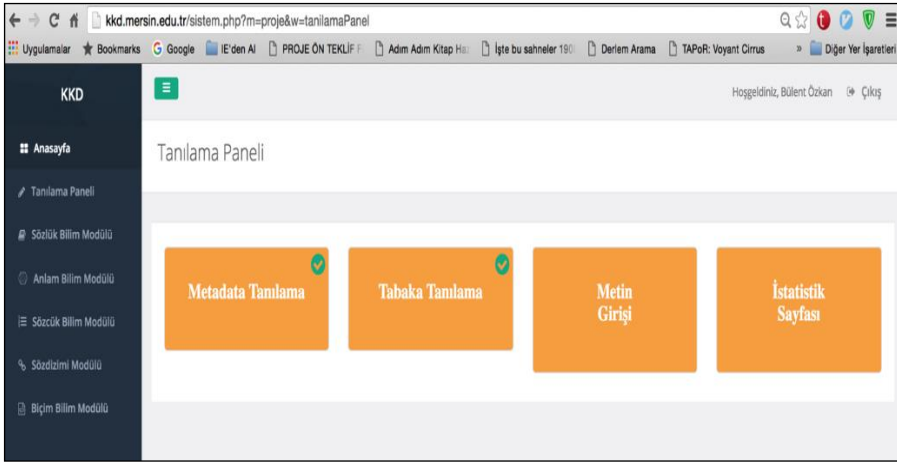 kkd.mersin.edu.tr/sistem.php?m=proje&w=tanilamaPanel
Uygulamalar Bookmarks Google IE'den Al PROJE ÖN TEKLİF F Adım Adım Kitap Ha İşte bu sahneler 190 Derlem Arama TAPoR: Voyant Cirrus » Diğer Yer İşaretleri
KKD
Hoşgeldiniz, Bülent Özkan Çıkış
Anasayfa
Tanılama Paneli
Tanılama Paneli
Sözlük Bilim Modülü
Anlam Bilim Modülü
Sözcük Bilim Modülü
Sözdizimi Modülü
Biçim Bilim Modülü
Metadata Tanılama
Tabaka Tanılama
Metin
Girişi
İstatistik
Sayfası